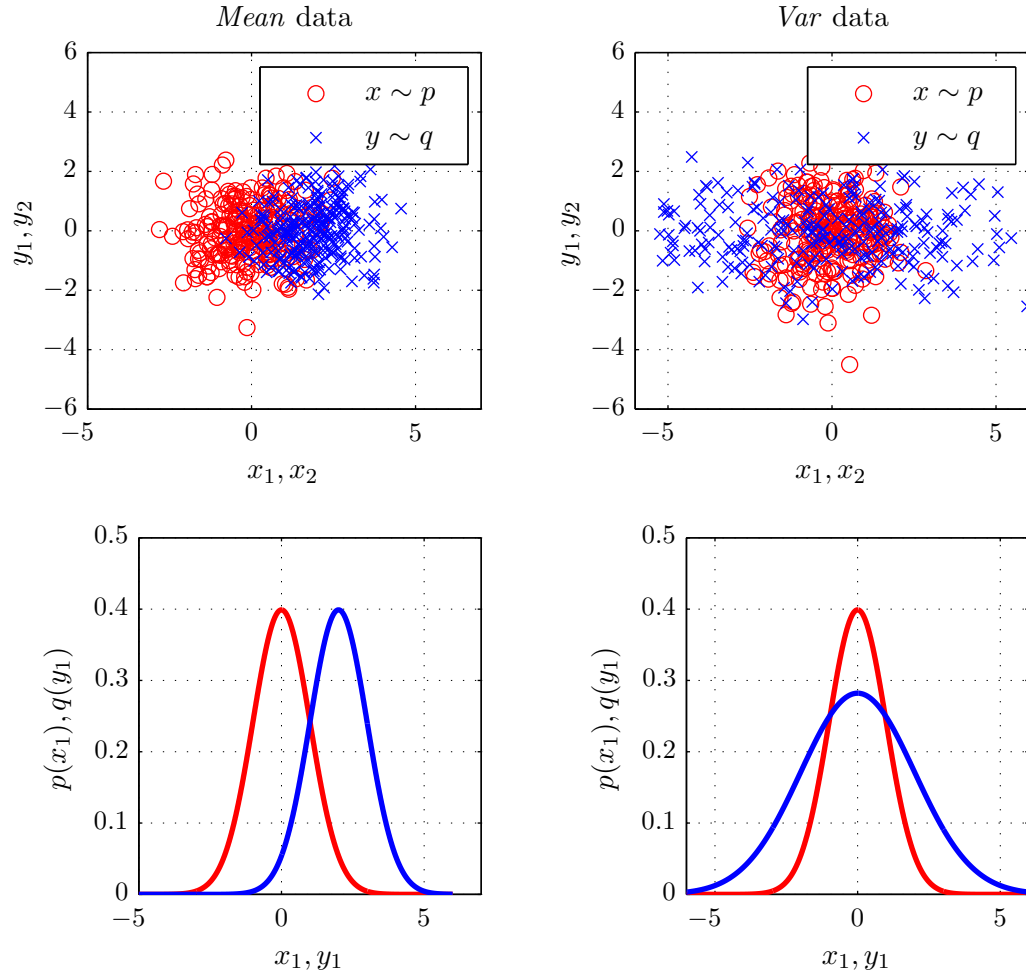 Mean data
6
4
2
0
−2
−4
−6
−5
0
5
y₁, y₂
x₁, x₂
x ∼ p
y ∼ q
Var data
6
4
2
0
−2
−4
−6
−5
0
5
y₁, y₂
x₁, x₂
x ∼ p
y ∼ q
0.5
0.4
0.3
0.2
0.1
0
−5
0
5
p(x₁), q(y₁)
x₁, y₁
0.5
0.4
0.3
0.2
0.1
0
−5
0
5
p(x₁), q(y₁)
x₁, y₁